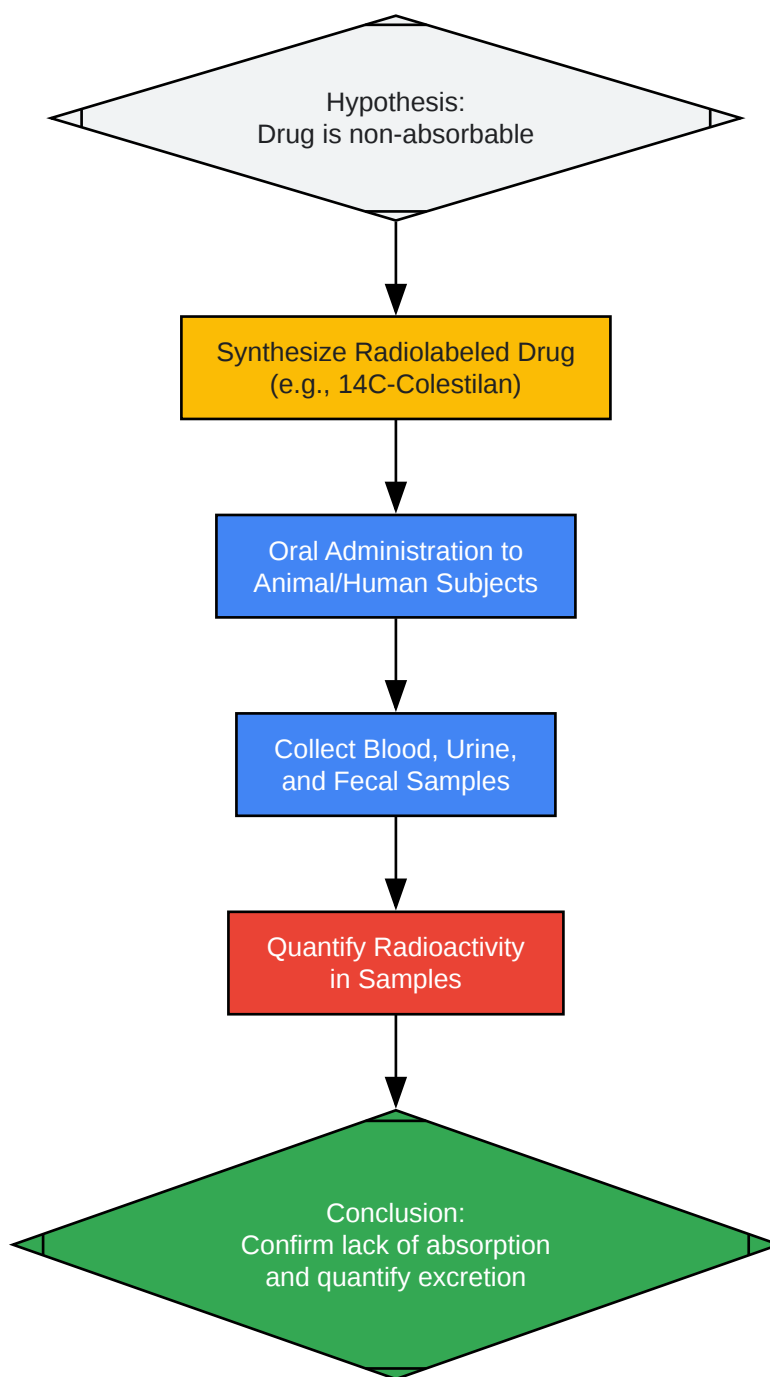 Hypothesis:
Drug is non-absorbable
Synthesize Radiolabeled Drug
(e.g., 14C-Colestilan)
Oral Administration to
Animal/Human Subjects
Collect Blood, Urine,
and Fecal Samples
Quantify Radioactivity
in Samples
Conclusion:
Confirm lack of absorption
and quantify excretion